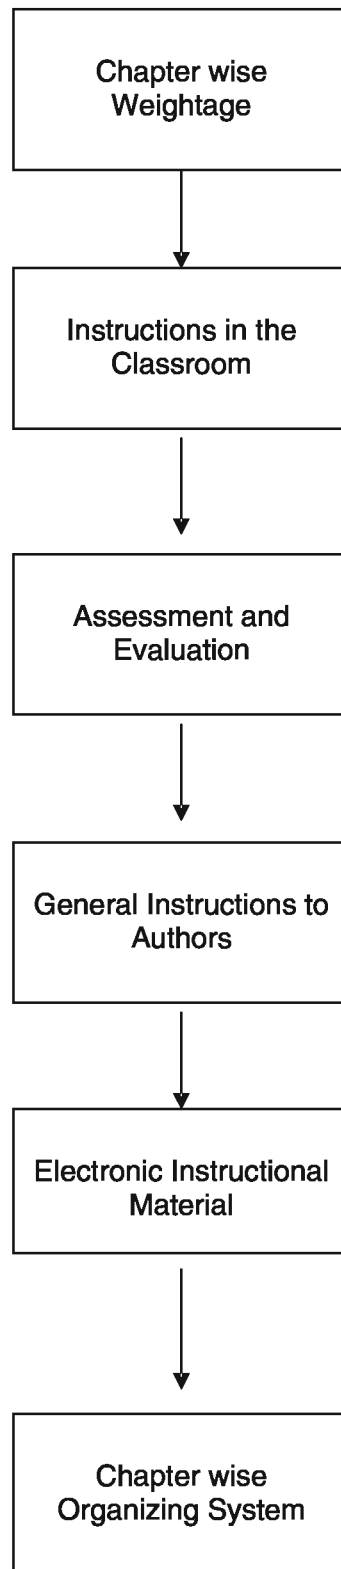 Chapter wise
Weightage
Instructions in the
Classroom
Assessment and
Evaluation
General Instructions to
Authors
Electronic Instructional
Material
Chapter wise
Organizing System